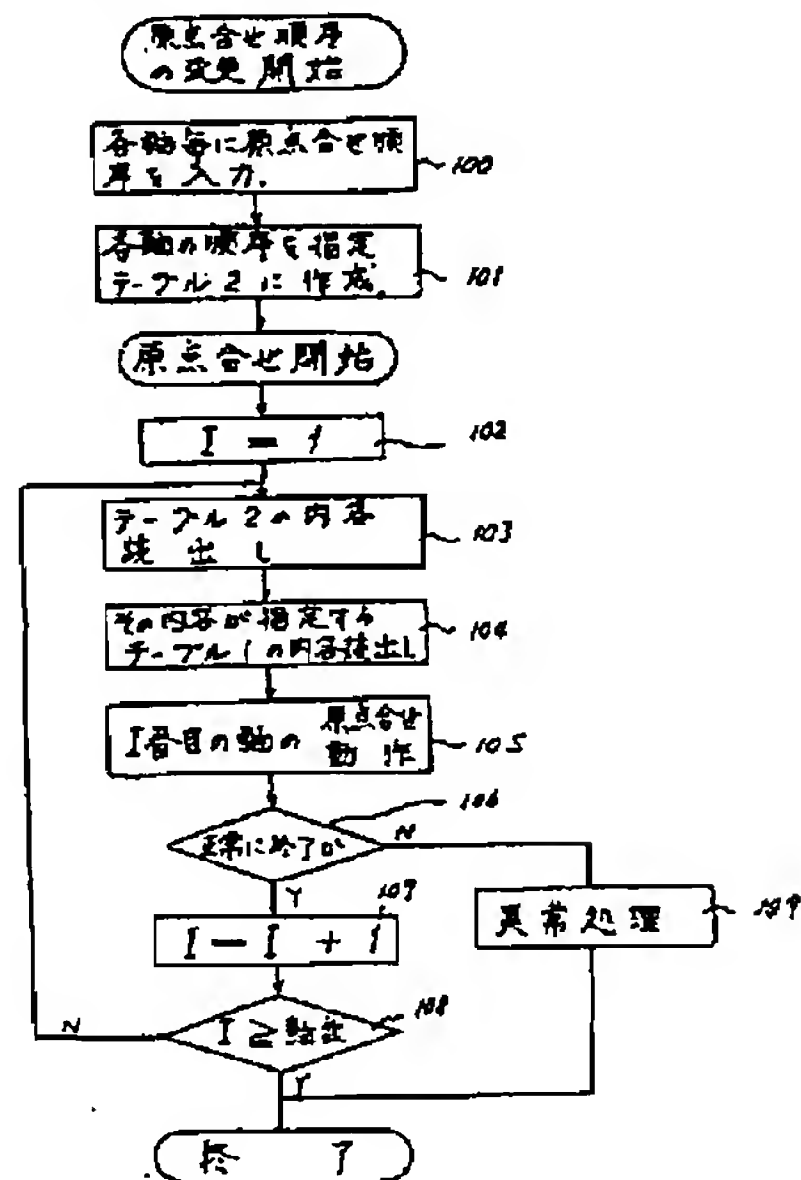 原点合せ順序
の変更開始
各軸毎に原点合せ順
序を入力.
100
各軸の順序を指定
テーブル2に作成.
101
原点合せ開始
I = 1
102
テーブル2の内容
読出し
103
その内容が指定する
テーブル1の内容読出し
104
I番目の軸の 原点合せ
動作
105
106
正常に終了か
N
Y
107
I = I + 1
異常処理
109
I ≧ 軸数
108
N
Y
終 了